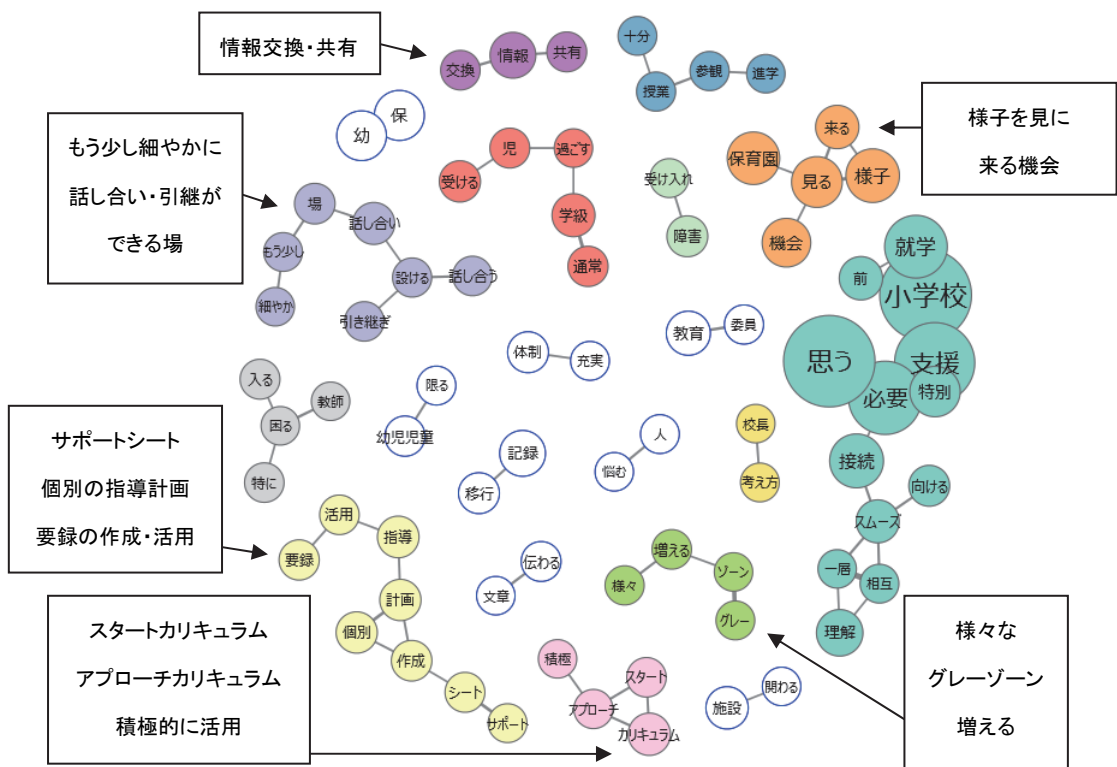 情報交換・共有
交換
情報
共有
十分
授業
参観
進学
様子を見に
来る機会
来る
保育園
見る
様子
機会
保
幼
もう少し細やかに
話し合い・引継が
できる場
場
話し合い
もう少し
細やか
設ける
話し合う
引き継ぎ
児
過ごす
受ける
学級
通常
受け入れ
障害
就学
前
小学校
思う
支援
必要
特別
接続
向ける
スムーズ
一層
相互
理解
教育
委員
体制
充実
限る
幼児児童
入る
教師
困る
特に
記録
移行
人
悩む
校長
考え方
サポートシート
個別の指導計画
要録の作成・活用
活用
要録
指導
計画
個別
作成
シート
サポート
伝わる
文章
増える
様々
ゾーン
グレー
スタートカリキュラム
アプローチカリキュラム
積極的に活用
積極
スタート
アプローチ
カリキュラム
関わる
施設
様々な
グレーゾーン
増える